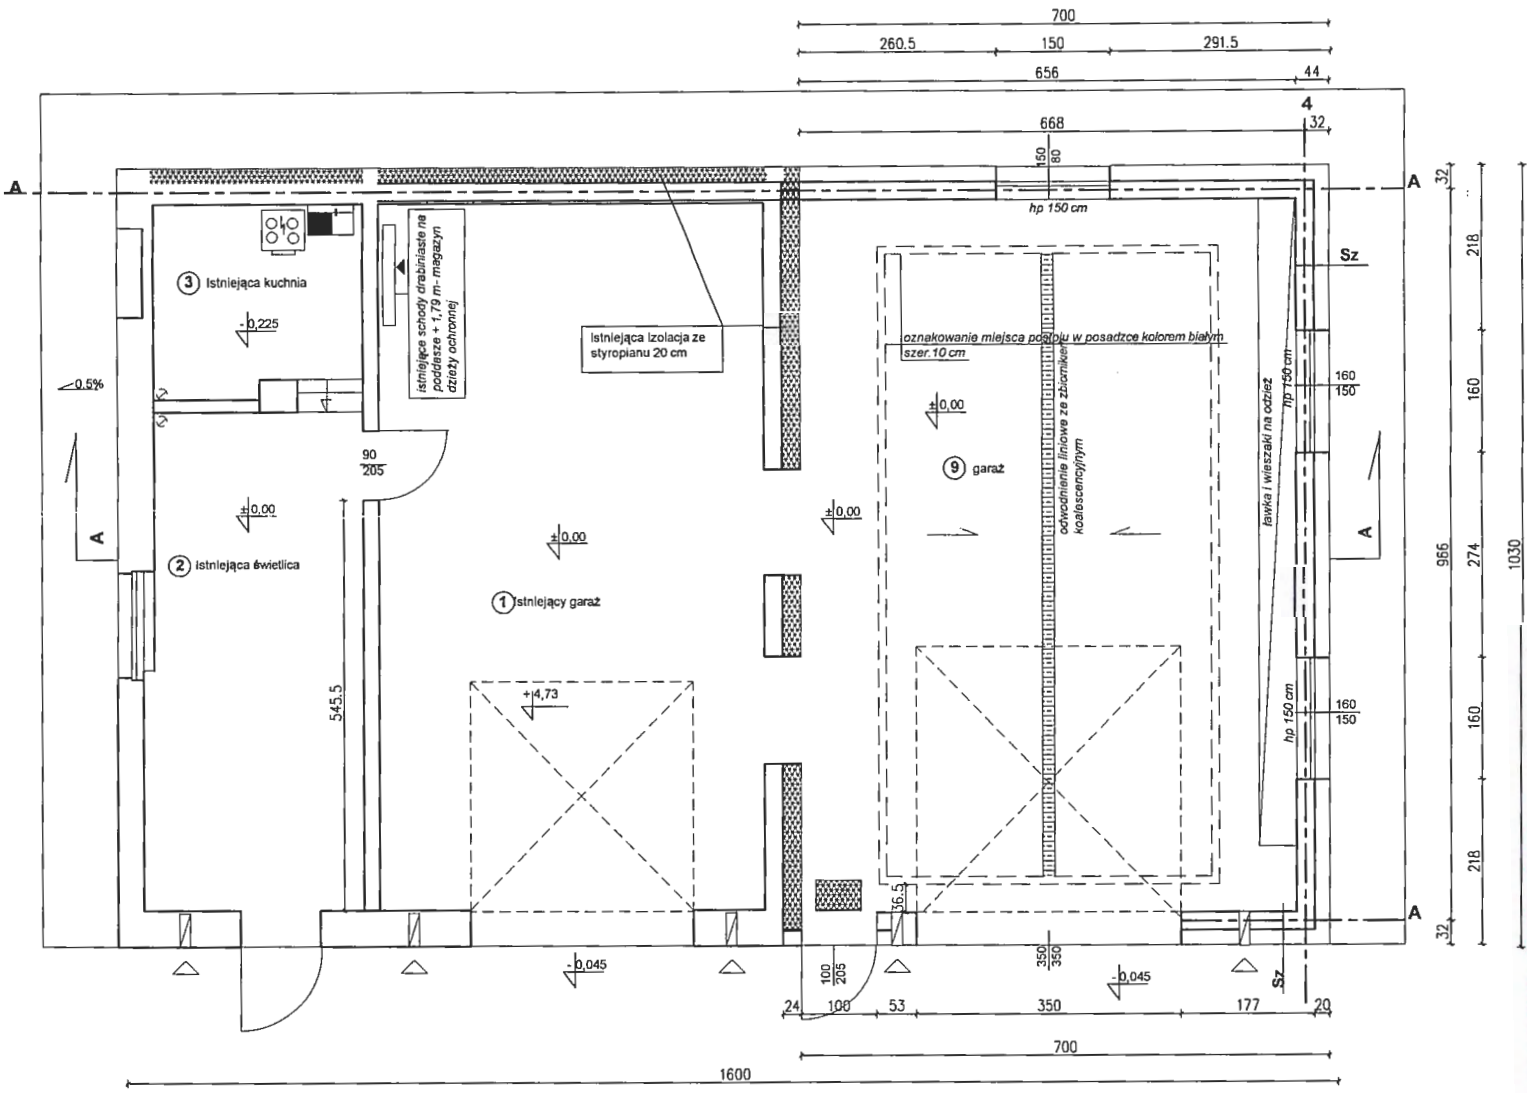 700
260.5 150 291.5
656 44
4
668 32
150
80
A
A
hp 150 cm
32
218
Sz
3 Istniejąca kuchnia
- 0,225
istniejące schody drabiniaste na
poddasze + 1,79 m- magazyn
dzieży ochronnej
Istniejąca izolacja ze
styropianu 20 cm
oznakowanie miejsca postoju w posadzce kolorem białym
szer.10 cm
odwodnienie liniowe ze zbiornikiem
koalescencyjnym
ławka i wieszaki na odzież
hp 150 cm
160
150
160
0.5%
± 0,00
90
205
9 garaż
± 0,00
± 0,00
± 0,00
A
A
2 istniejąca świetlica
1 Istniejący garaż
966
274
1030
545.5
+4,73
hp 150 cm
160
150
160
218
36.5
A
32
- 0,045
100
205
350
350
- 0,045
Sz
24 100 53 350 177 20
700
1600